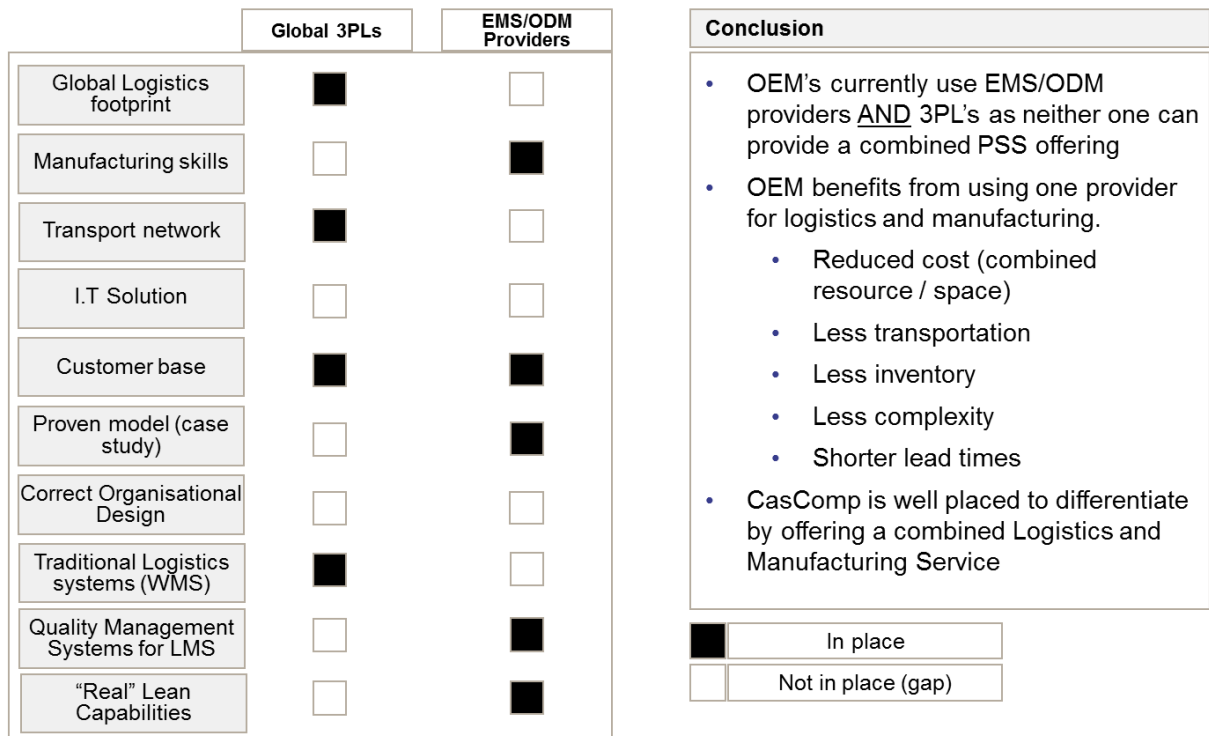 Global 3PLs
EMS/ODM
Providers
Global Logistics
footprint
Manufacturing skills
Transport network
I.T Solution
Customer base
Proven model (case
study)
Correct Organisational
Design
Traditional Logistics
systems (WMS)
Quality Management
Systems for LMS
“Real” Lean
Capabilities
Conclusion
• OEM’s currently use EMS/ODM
providers AND 3PL’s as neither one can
provide a combined PSS offering
• OEM benefits from using one provider
for logistics and manufacturing.
• Reduced cost (combined
resource / space)
• Less transportation
• Less inventory
• Less complexity
• Shorter lead times
• CasComp is well placed to differentiate
by offering a combined Logistics and
Manufacturing Service
In place
Not in place (gap)